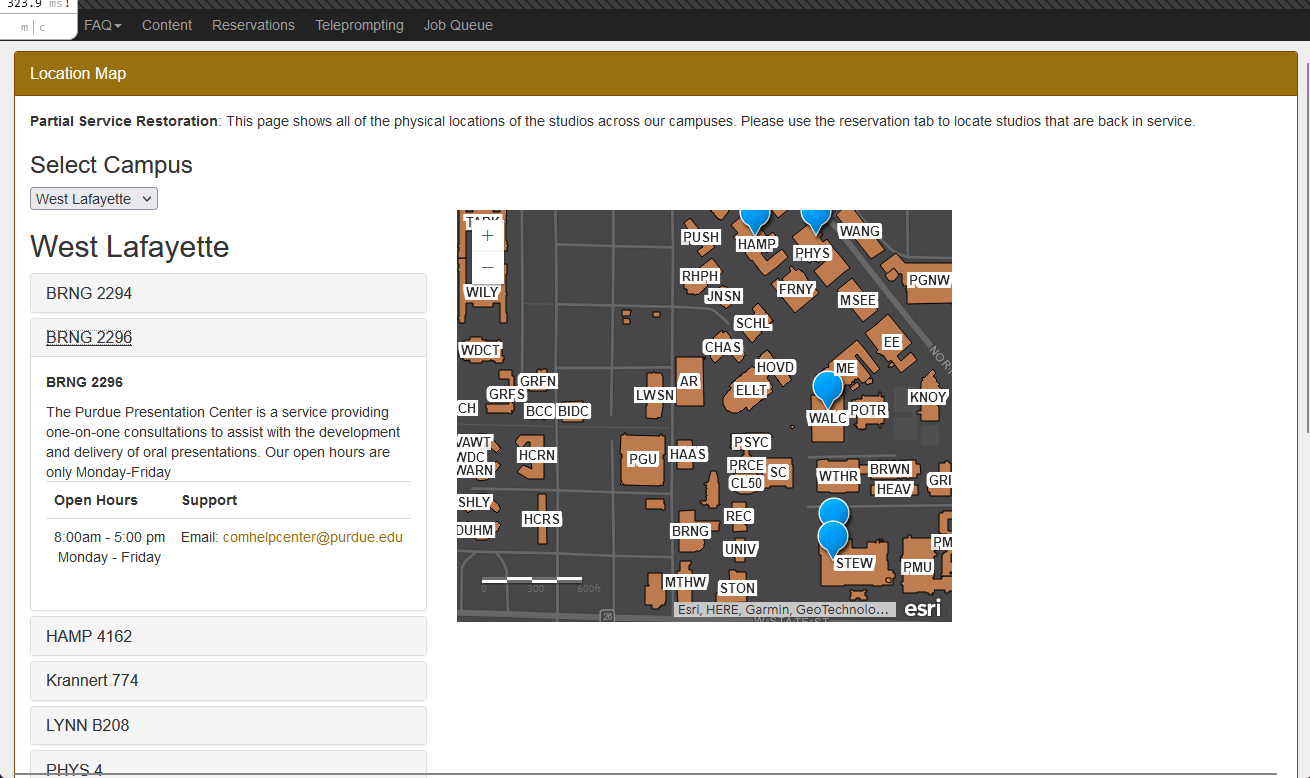 323.9 ms!
m | c
FAQ Content Reservations Teleprompting Job Queue
Location Map
Partial Service Restoration: This page shows all of the physical locations of the studios across our campuses. Please use the reservation tab to locate studios that are back in service.
Select Campus
West Lafayette
West Lafayette
BRNG 2294
BRNG 2296
BRNG 2296
The Purdue Presentation Center is a service providing
one-on-one consultations to assist with the development
and delivery of oral presentations. Our open hours are
only Monday-Friday
Open Hours Support
8:00am - 5:00 pm Email: comhelpcenter@purdue.edu
Monday - Friday
HAMP 4162
Krannert 774
LYNN B208
PHYS 4
TARK
+
−
WILY
PUSH
HAMP
PHYS
WANG
RHPH
JNSN
FRNY
MSEE
PGNW
SCHL
CHAS
EE
NOR
WDCT
GRFN
GRFS
CH
BCC
BIDC
LWSN
AR
HOVD
ELLT
ME
WALC
POTR
KNOY
VAWT
WDC
WARN
HCRN
PGU
HAAS
PSYC
PRCE
SC
CL50
WTHR
BRWN
HEAV
GRI
SHLY
DUHM
HCRS
BRNG
REC
UNIV
STEW
PM
PMU
MTHW
STON
0 300 600ft
26
W STATE ST
Esri, HERE, Garmin, GeoTechnolo...
esri